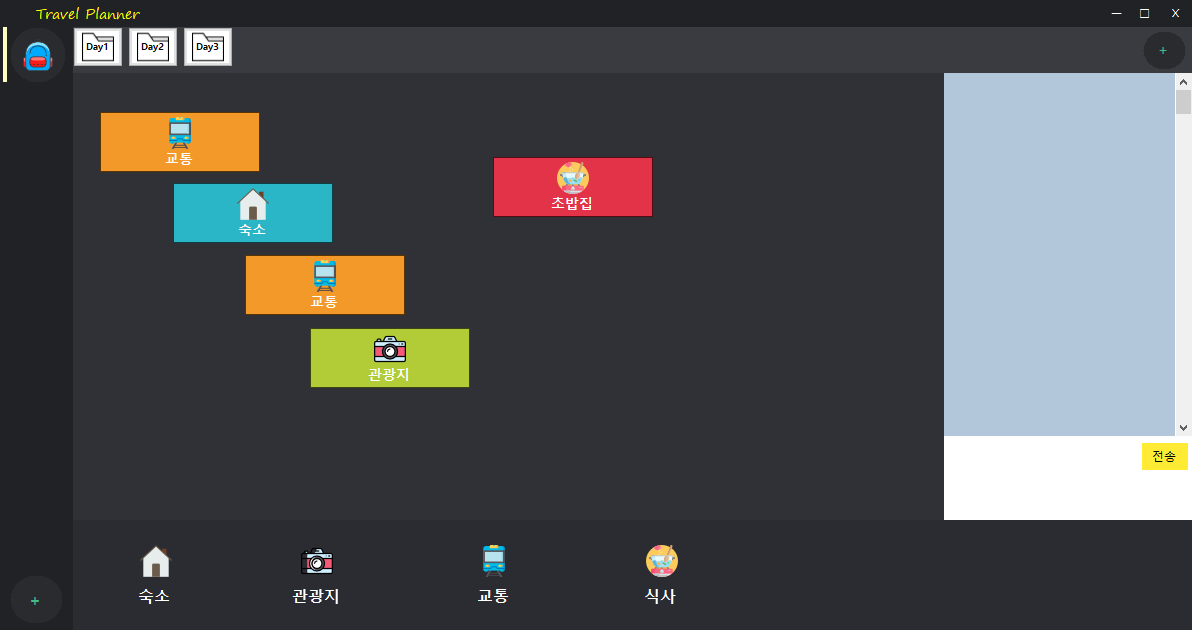 Travel Planner
Day1 Day2 Day3
+
교통
초밥집
숙소
교통
관광지
전송
숙소 관광지 교통 식사
+